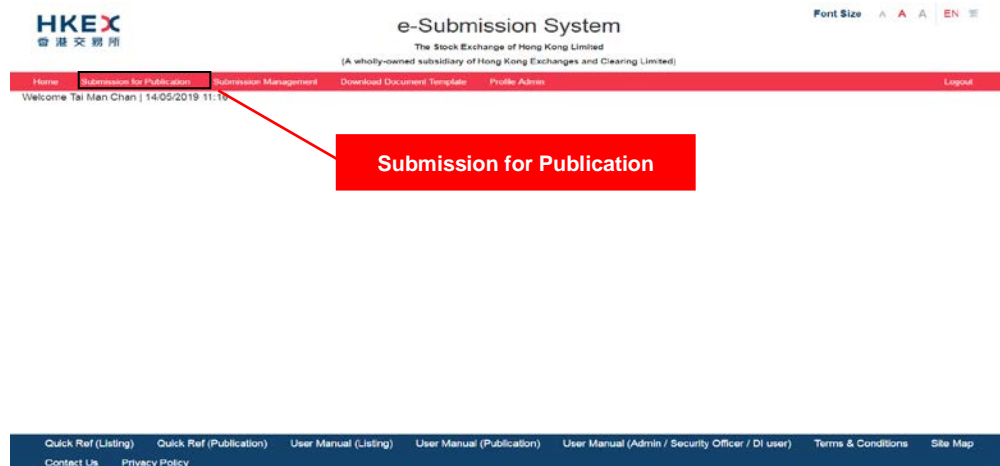 HKEX
香港交易所
e-Submission System
The Stock Exchange of Hong Kong Limited
(A wholly-owned subsidiary of Hong Kong Exchanges and Clearing Limited)
Font Size A A A EN 繁
Home Submission for Publication Submission Management Download Document Template Profile Admin Logout
Welcome Tai Man Chan | 14/05/2019 11:16
Submission for Publication
Quick Ref (Listing) Quick Ref (Publication) User Manual (Listing) User Manual (Publication) User Manual (Admin / Security Officer / DI user) Terms & Conditions Site Map
Contact Us Privacy Policy